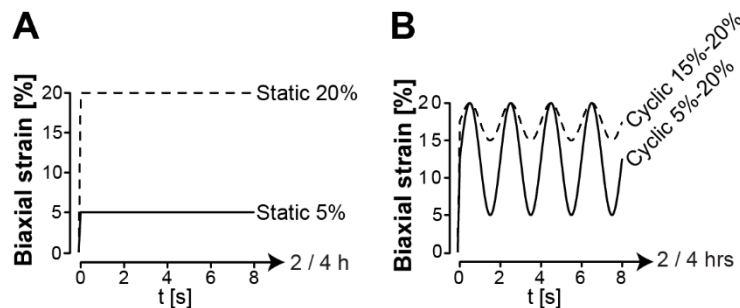 A
Biaxial strain [%]
20
15
10
5
0
Static 20%
Static 5%
0 2 4 6 8
t [s]
2 / 4 h
B
Biaxial strain [%]
20
15
10
5
0
Cyclic 15%-20%
Cyclic 5%-20%
0 2 4 6 8
t [s]
2 / 4 hrs